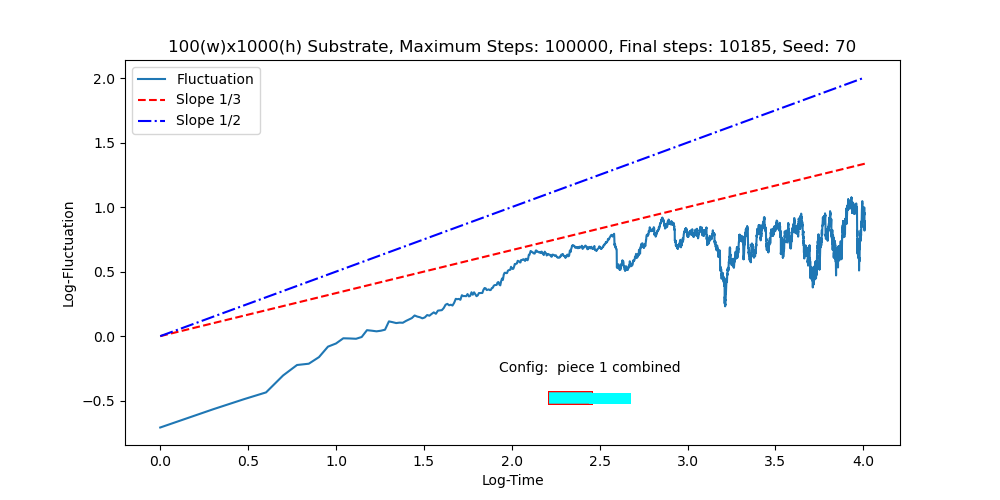 100(w)x1000(h) Substrate, Maximum Steps: 100000, Final steps: 10185, Seed: 70
Fluctuation
Slope 1/3
Slope 1/2
2.0
1.5
1.0
0.5
0.0
−0.5
Log-Fluctuation
Config:  piece 1 combined
0.0 0.5 1.0 1.5 2.0 2.5 3.0 3.5 4.0
Log-Time